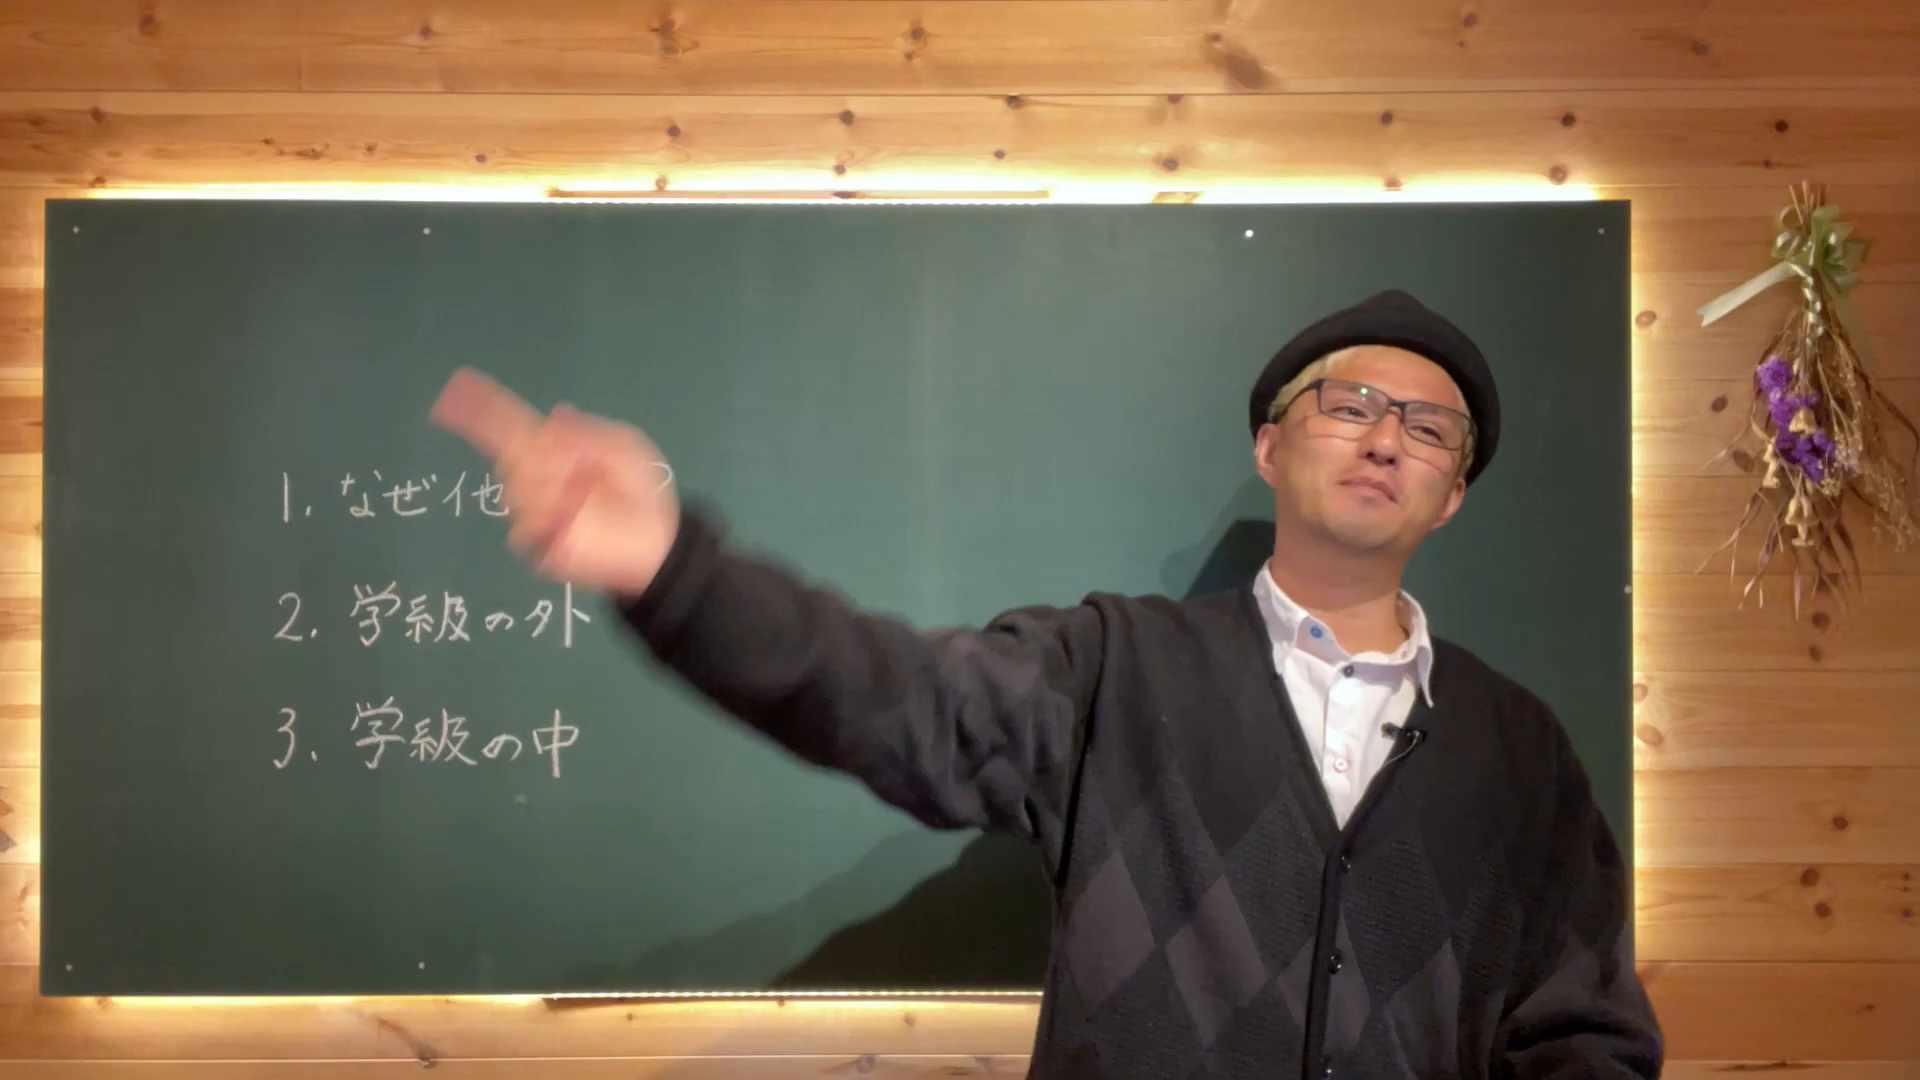 1. なぜ他 ?
2. 学級の外
3. 学級の中